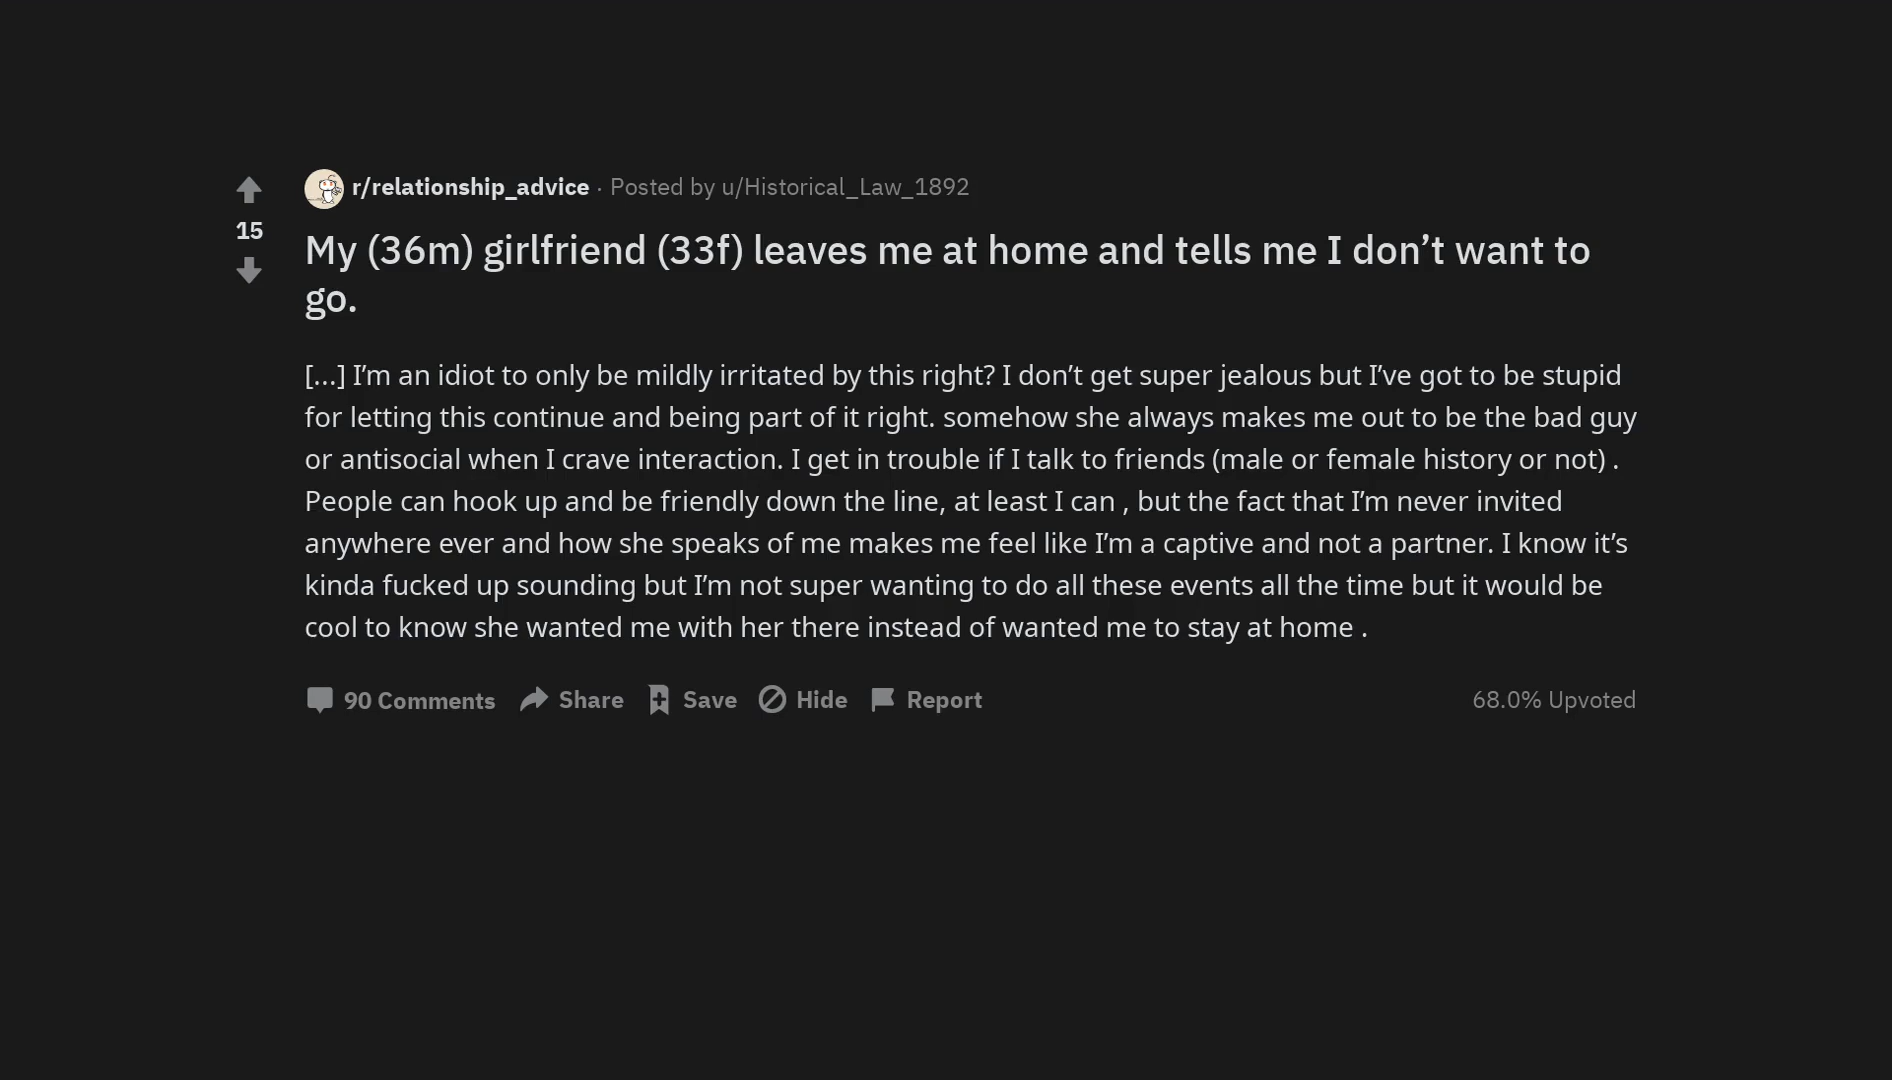 r/relationship_advice · Posted by u/Historical_Law_1892
15
My (36m) girlfriend (33f) leaves me at home and tells me I don’t want to
go.
[...] I’m an idiot to only be mildly irritated by this right? I don’t get super jealous but I’ve got to be stupid
for letting this continue and being part of it right. somehow she always makes me out to be the bad guy
or antisocial when I crave interaction. I get in trouble if I talk to friends (male or female history or not) .
People can hook up and be friendly down the line, at least I can , but the fact that I’m never invited
anywhere ever and how she speaks of me makes me feel like I’m a captive and not a partner. I know it’s
kinda fucked up sounding but I’m not super wanting to do all these events all the time but it would be
cool to know she wanted me with her there instead of wanted me to stay at home .
90 Comments Share Save Hide Report 68.0% Upvoted